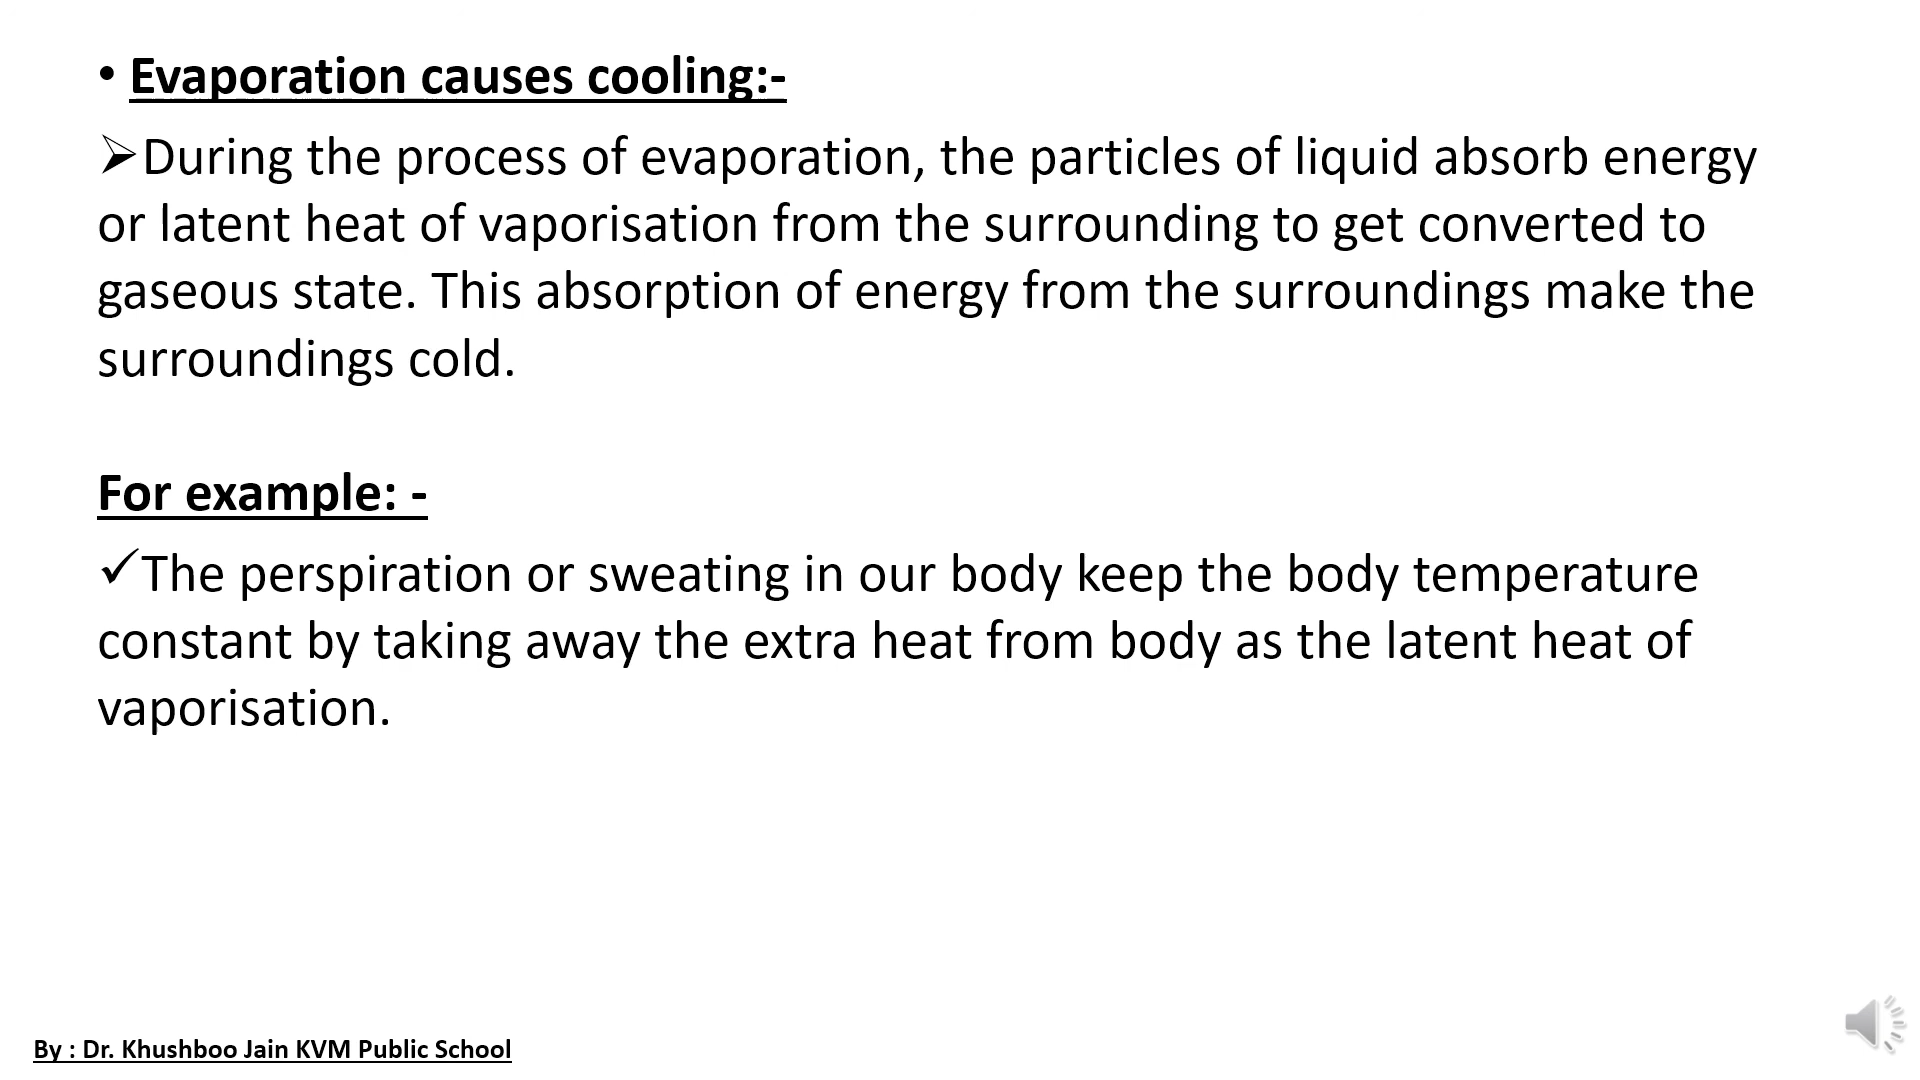 • Evaporation causes cooling:-
➢During the process of evaporation, the particles of liquid absorb energy
or latent heat of vaporisation from the surrounding to get converted to
gaseous state. This absorption of energy from the surroundings make the
surroundings cold.
For example: -
✓The perspiration or sweating in our body keep the body temperature
constant by taking away the extra heat from body as the latent heat of
vaporisation.
By : Dr. Khushboo Jain KVM Public School